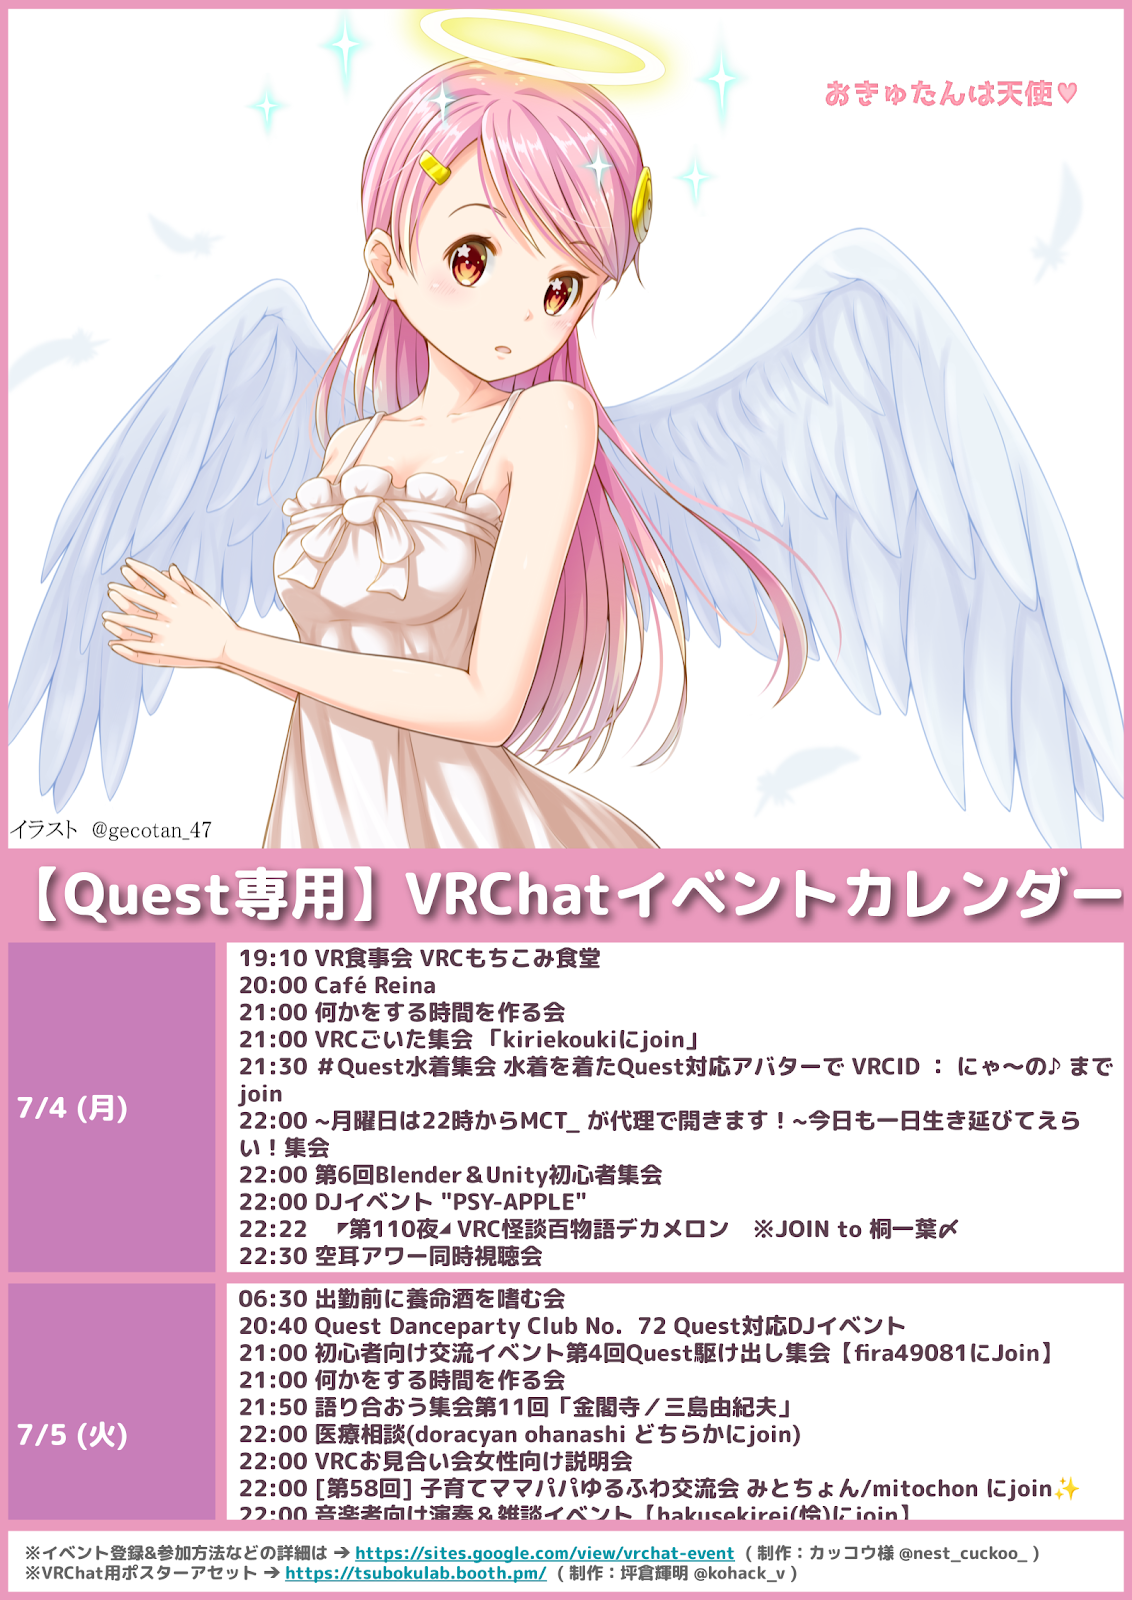 おきゅたんは天使♥
イラスト @gecotan_47
【Quest専用】VRChatイベントカレンダー
7/4 (月)
19:10 VR食事会 VRCもちこみ食堂
20:00 Café Reina
21:00 何かをする時間を作る会
21:00 VRCごいた集会 「kiriekoukiにjoin」
21:30 ＃Quest水着集会 水着を着たQuest対応アバターで VRCID ： にゃ〜の♪ まで
join
22:00 ~月曜日は22時からMCT_ が代理で開きます！~今日も一日生き延びてえら
い！集会
22:00 第6回Blender＆Unity初心者集会
22:00 DJイベント "PSY-APPLE"
22:22 ◤第110夜◢ VRC怪談百物語デカメロン ※JOIN to 桐一葉〆
22:30 空耳アワー同時視聴会
7/5 (火)
06:30 出勤前に養命酒を嗜む会
20:40 Quest Danceparty Club No．72 Quest対応DJイベント
21:00 初心者向け交流イベント第4回Quest駆け出し集会【fira49081にJoin】
21:00 何かをする時間を作る会
21:50 語り合おう集会第11回「金閣寺／三島由紀夫」
22:00 医療相談(doracyan ohanashi どちらかにjoin)
22:00 VRCお見合い会女性向け説明会
22:00 [第58回] 子育てママパパゆるふわ交流会 みとちょん/mitochon にjoin✨
22:00 音楽者向け演奏＆雑談イベント【hakusekirei(怜)にjoin】
※イベント登録&参加方法などの詳細は ➔ https://sites.google.com/view/vrchat-event （ 制作：カッコウ様 @nest_cuckoo_ ）
※VRChat用ポスターアセット ➔ https://tsubokulab.booth.pm/ （ 制作：坪倉輝明 @kohack_v ）